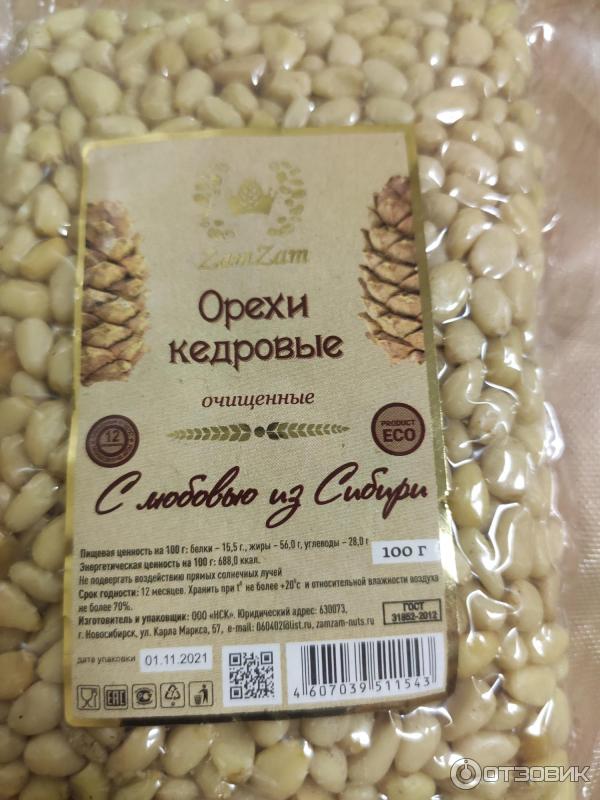 ZamZam
Орехи
кедровые
очищенные
12
PRODUCT
ECO
С любовью из Сибири
Пищевая ценность на 100 г: белки – 15,5 г., жиры – 56,0 г, углеводы – 28,0 г
Энергетическая ценность на 100 г: 688,0 ккал.
100 г
Не подвергать воздействию прямых солнечных лучей
Срок годности: 12 месяцев. Хранить при t° не более +20°с и относительной влажности воздуха
не более 70%.
Изготовитель и упаковщик: ООО «НСК». Юридический адрес: 630073,
г. Новосибирск, ул. Карла Маркса, 57, e-mail: 060402@list.ru, zamzam-nuts.ru
ГОСТ
31852-2012
дата упаковки 01.11.2021
4 607039 511543
EAC
ОТЗОВИК